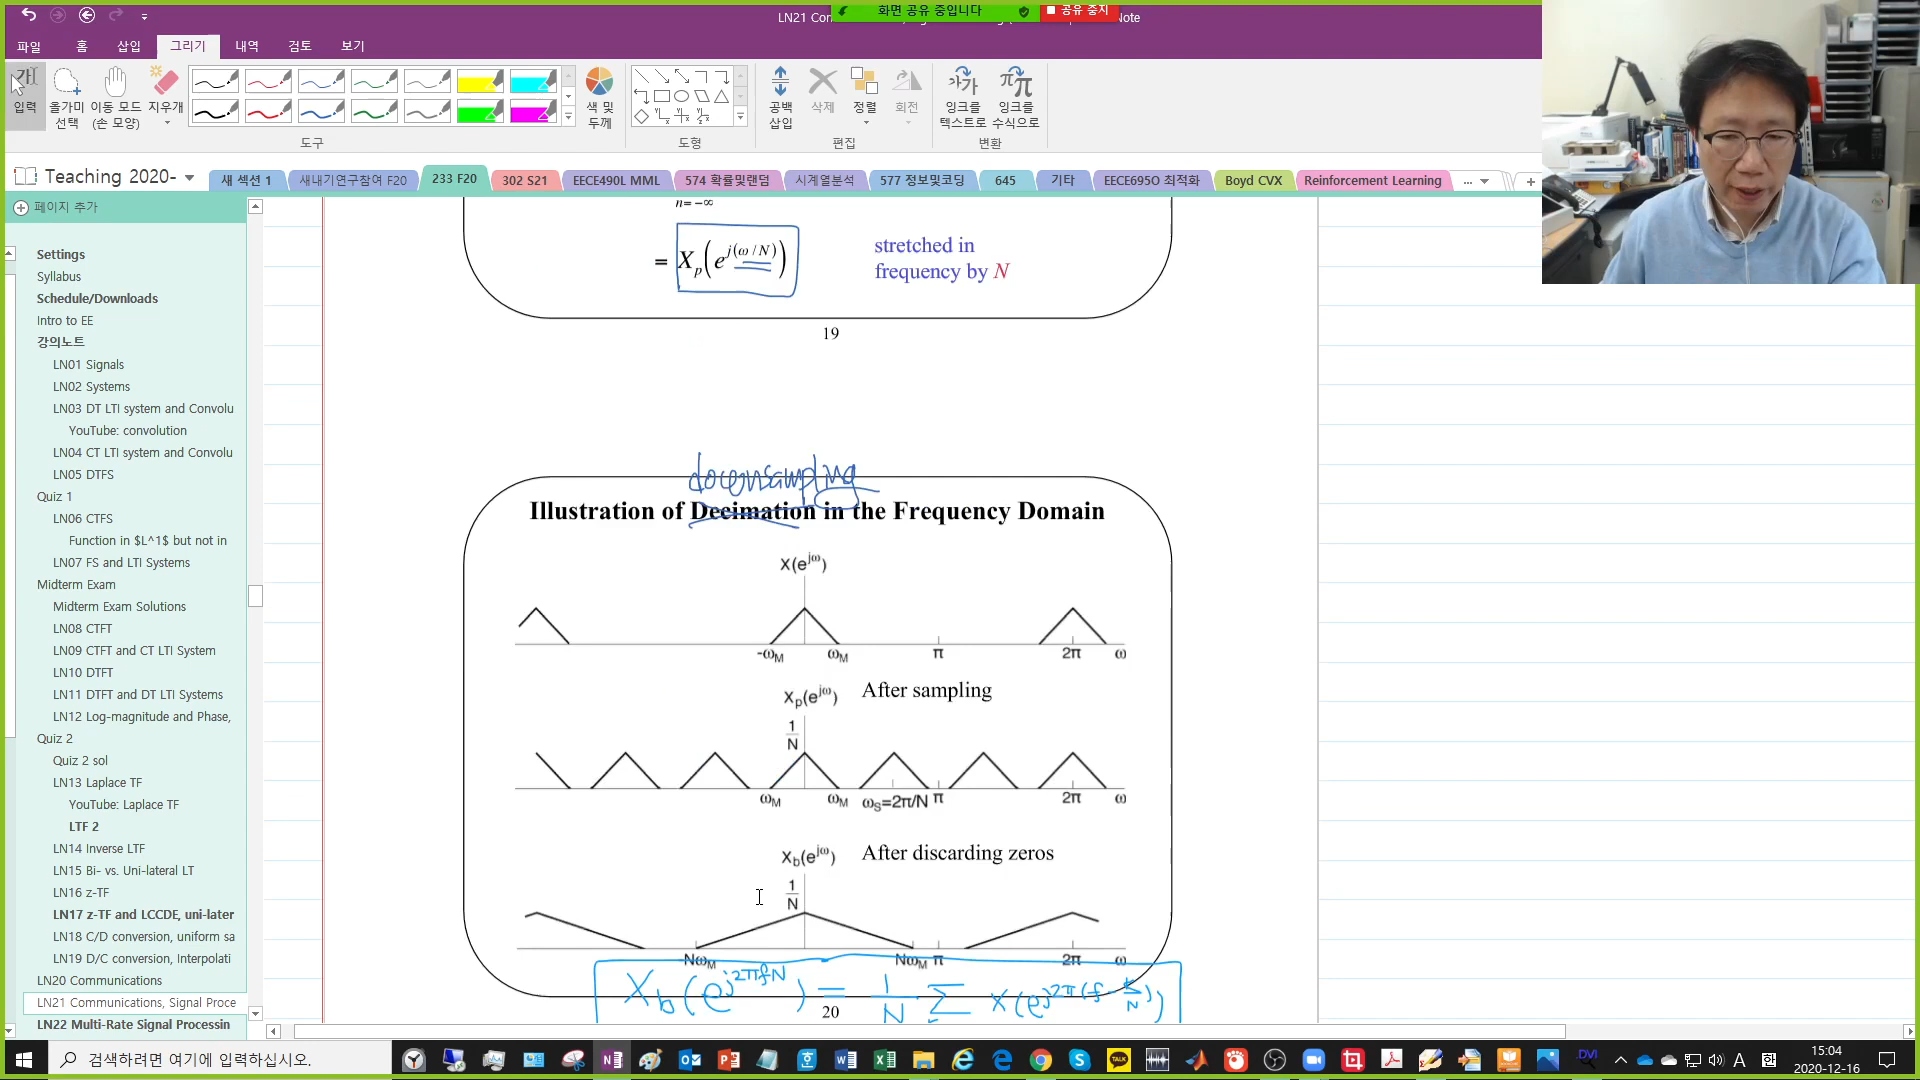 LN21 Con
Note
화면 공유 중입니다
공유 중지
파일 홈 삽입 그리기 내역 검토 보기
입력
올가미
선택
이동 모드
(손 모양)
지우개
색 및
두께
공백
삽입
삭제
정렬
회전
잉크를
텍스트로
잉크를
수식으로
도구 도형 편집 변환
Teaching 2020-
새 섹션 1 새내기연구참여 F20 233 F20 302 S21 EECE490L MML 574 확률및랜덤 시계열분석 577 정보및코딩 645 기타 EECE695O 최적화 Boyd CVX Reinforcement Learning ...
페이지 추가
Settings
Syllabus
Schedule/Downloads
Intro to EE
강의노트
LN01 Signals
LN02 Systems
LN03 DT LTI system and Convolu
YouTube: convolution
LN04 CT LTI system and Convolu
LN05 DTFS
Quiz 1
LN06 CTFS
Function in $L^1$ but not in
LN07 FS and LTI Systems
Midterm Exam
Midterm Exam Solutions
LN08 CTFT
LN09 CTFT and CT LTI System
LN10 DTFT
LN11 DTFT and DT LTI Systems
LN12 Log-magnitude and Phase,
Quiz 2
Quiz 2 sol
LN13 Laplace TF
YouTube: Laplace TF
LTF 2
LN14 Inverse LTF
LN15 Bi- vs. Uni-lateral LT
LN16 z-TF
LN17 z-TF and LCCDE, uni-later
LN18 C/D conversion, uniform sa
LN19 D/C conversion, Interpolati
LN20 Communications
LN21 Communications, Signal Proce
LN22 Multi-Rate Signal Processin
n=−∞
= X_p(e^{j(ω/N)})
stretched in
frequency by N
19
downsampling
Illustration of Decimation in the Frequency Domain
X(e^{jω})
-ω_M ω_M π 2π ω
X_p(e^{jω}) After sampling
1/N
ω_M ω_M ω_S=2π/N π 2π ω
X_b(e^{jω}) After discarding zeros
1/N
-Nω_M Nω_M π 2π ω
X_b(e^{j2πfN}) = 1/N Σ X(e^{j2π(f-k/N)})
20
검색하려면 여기에 입력하십시오.
A 한
15:04
2020-12-16